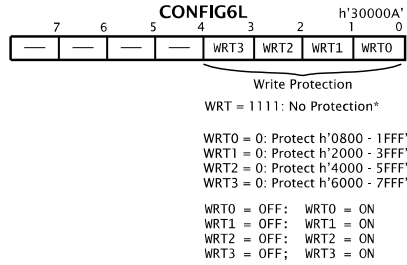 CONFIG6L h'30000A'
7 6 5 4 3 2 1 0
— — — — WRT3 WRT2 WRT1 WRT0
Write Protection
WRT = 1111: No Protection*
WRT0 = 0: Protect h'0800 - 1FFF'
WRT1 = 0: Protect h'2000 - 3FFF'
WRT2 = 0: Protect h'4000 - 5FFF'
WRT3 = 0: Protect h'6000 - 7FFF'
WRT0 = OFF: WRT0 = ON
WRT1 = OFF: WRT1 = ON
WRT2 = OFF: WRT2 = ON
WRT3 = OFF; WRT3 = ON